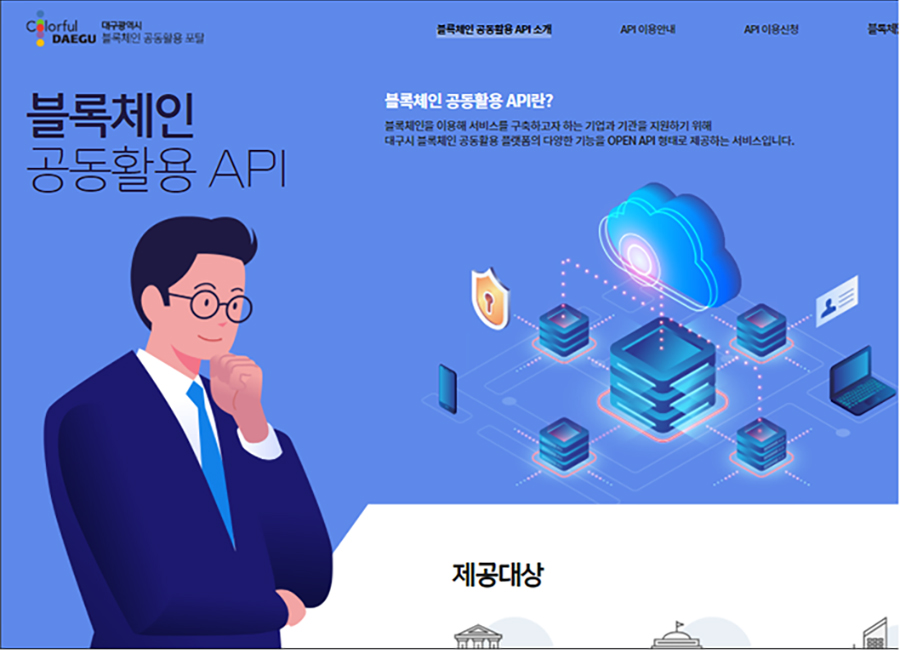 Colorful
DAEGU
대구광역시
블록체인 공동활용 포탈
블록체인 공동활용 API 소개
API 이용안내
API 이용신청
블록체인
공동활용 API
블록체인 공동활용 API란?
블록체인을 이용해 서비스를 구축하고자 하는 기업과 기관을 지원하기 위해
대구시 블록체인 공동활용 플랫폼의 다양한 기능을 OPEN API 형태로 제공하는 서비스입니다.
제공대상